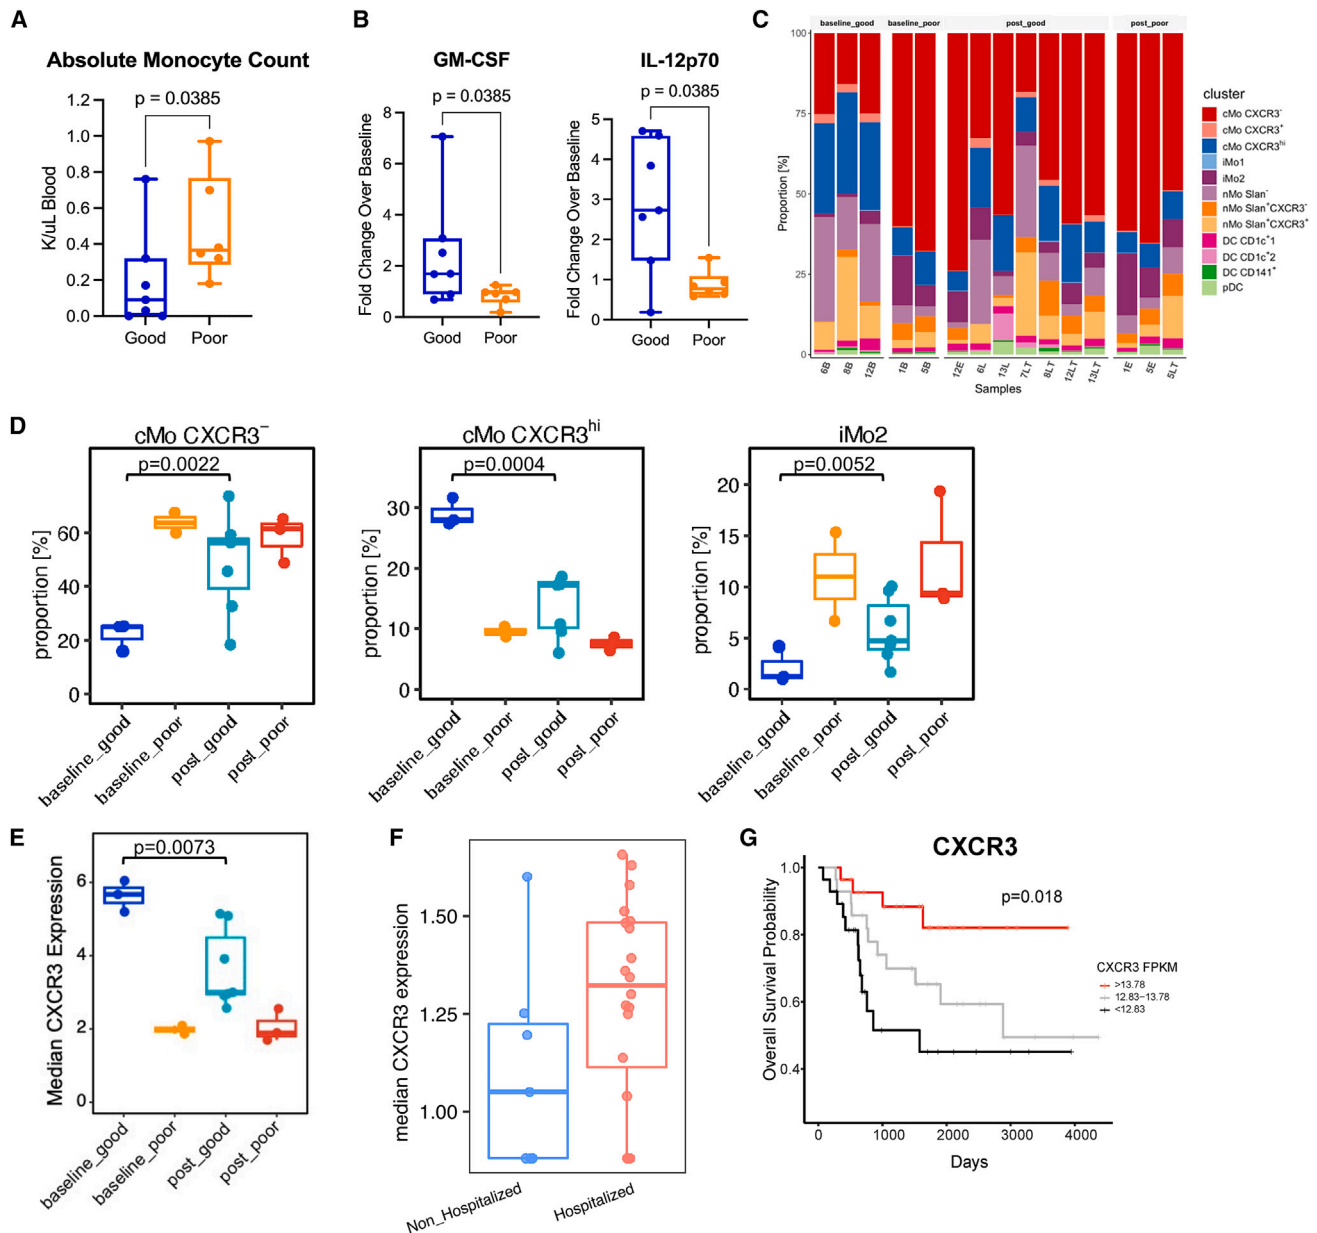 A
Absolute Monocyte Count
p = 0.0385
K/uL Blood
1.2
1.0
0.8
0.6
0.4
0.2
0.0
Good Poor
B
GM-CSF
p = 0.0385
Fold Change Over Baseline
8
6
4
2
0
Good Poor
IL-12p70
p = 0.0385
Fold Change Over Baseline
5
4
3
2
1
0
Good Poor
C
baseline_good baseline_poor post_good post_poor
Proportion [%]
100
75
50
25
0
6B 8B 12B 1B 5B 12E 6L 13L 7LT 8LT 12LT 13LT 1E 5E 5LT
Samples
cluster
cMo CXCR3⁻
cMo CXCR3⁺
cMo CXCR3ʰⁱ
iMo1
iMo2
nMo Slan⁻
nMo Slan⁺CXCR3⁻
nMo Slan⁺CXCR3⁺
DC CD1c⁺1
DC CD1c⁺2
DC CD141⁺
pDC
D
cMo CXCR3⁻
p=0.0022
proportion [%]
60
40
20
0
baseline_good
baseline_poor
post_good
post_poor
cMo CXCR3ʰⁱ
p=0.0004
proportion [%]
30
20
10
0
baseline_good
baseline_poor
post_good
post_poor
iMo2
p=0.0052
proportion [%]
20
15
10
5
0
baseline_good
baseline_poor
post_good
post_poor
E
p=0.0073
Median CXCR3 Expression
6
4
2
0
baseline_good
baseline_poor
post_good
post_poor
F
median CXCR3 expression
1.50
1.25
1.00
Non_Hospitalized
Hospitalized
G
CXCR3
p=0.018
Overall Survival Probability
1.0
0.8
0.6
0.4
0 1000 2000 3000 4000
Days
CXCR3 FPKM
>13.78
12.83–13.78
<12.83